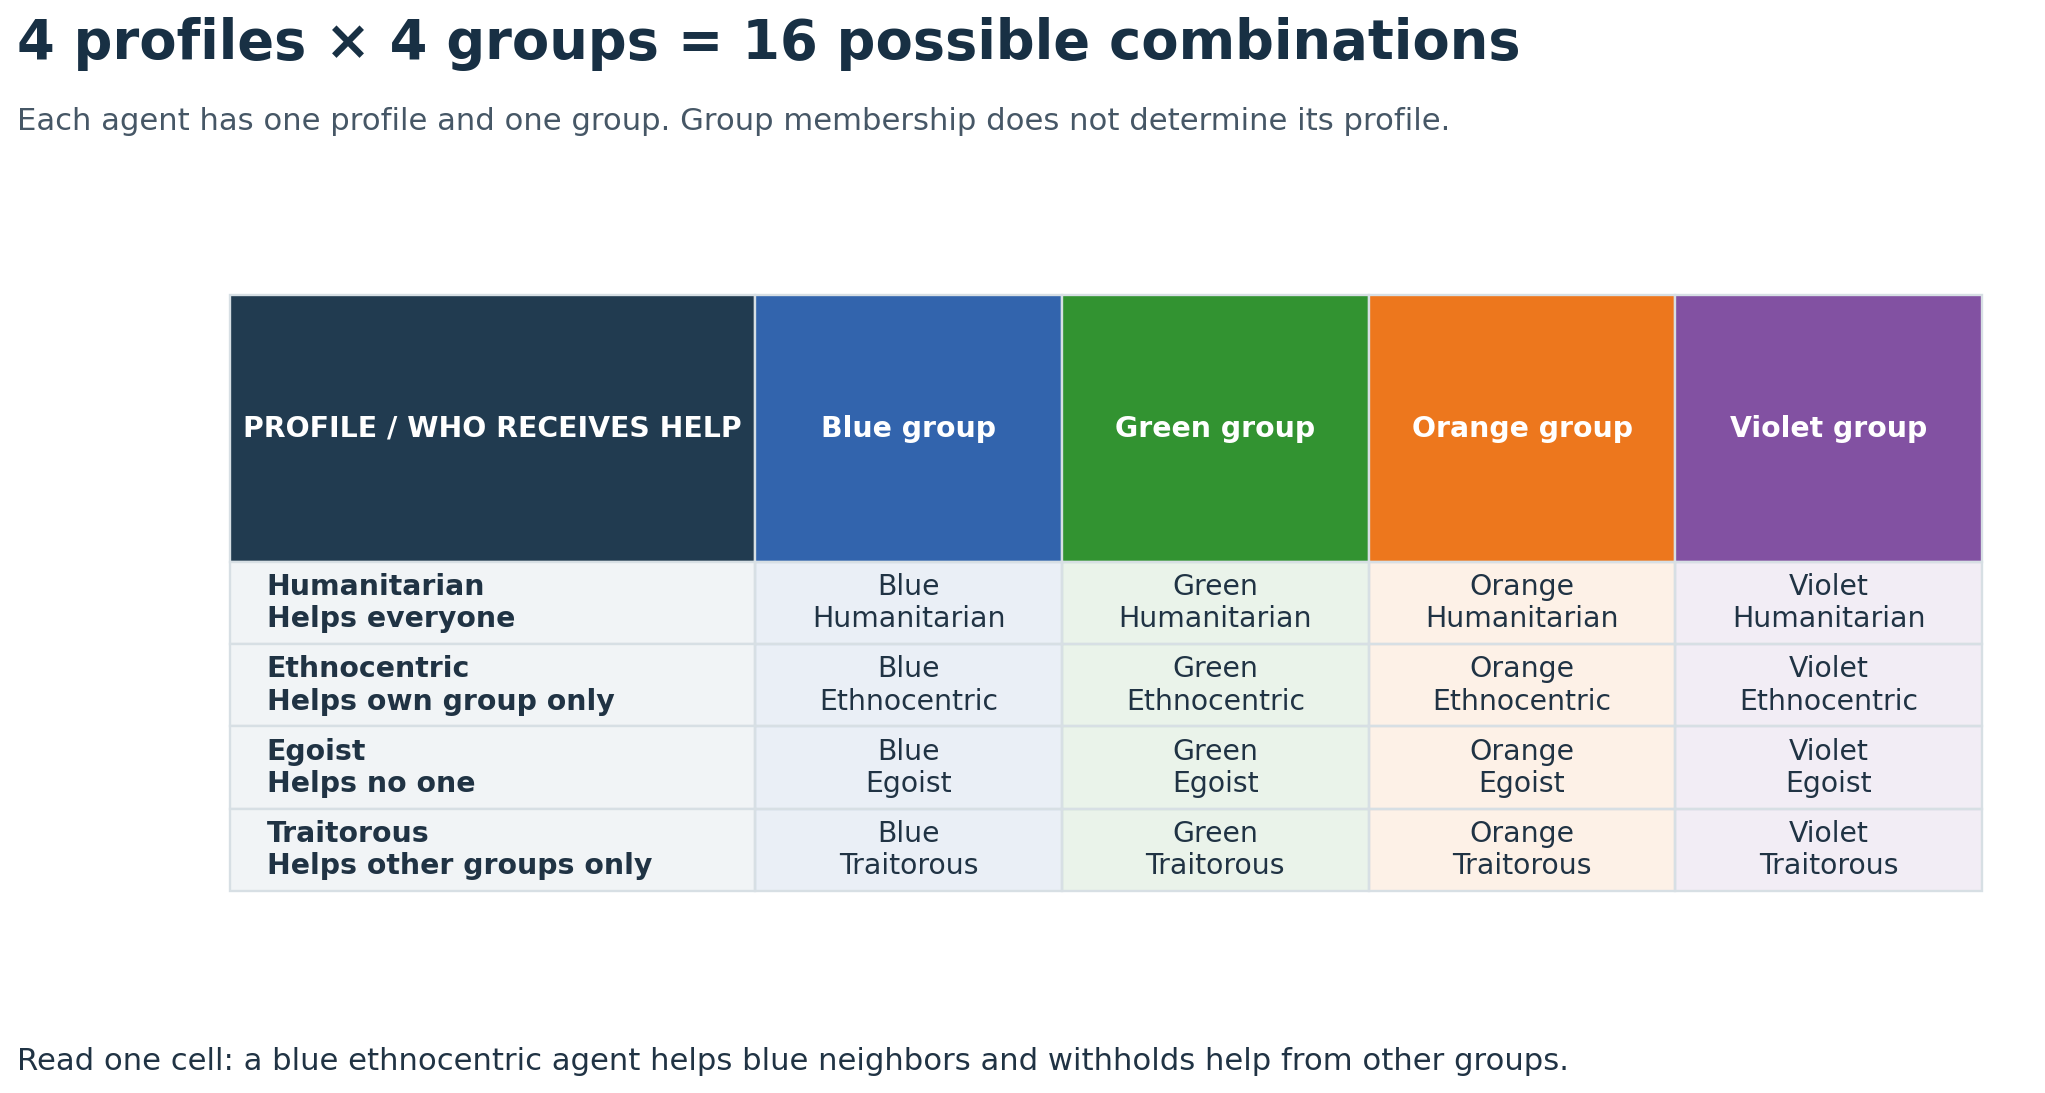 4 profiles × 4 groups = 16 possible combinations
Each agent has one profile and one group. Group membership does not determine its profile.
PROFILE / WHO RECEIVES HELP
Blue group
Green group
Orange group
Violet group
Humanitarian
Helps everyone
Blue
Humanitarian
Green
Humanitarian
Orange
Humanitarian
Violet
Humanitarian
Ethnocentric
Helps own group only
Blue
Ethnocentric
Green
Ethnocentric
Orange
Ethnocentric
Violet
Ethnocentric
Egoist
Helps no one
Blue
Egoist
Green
Egoist
Orange
Egoist
Violet
Egoist
Traitorous
Helps other groups only
Blue
Traitorous
Green
Traitorous
Orange
Traitorous
Violet
Traitorous
Read one cell: a blue ethnocentric agent helps blue neighbors and withholds help from other groups.